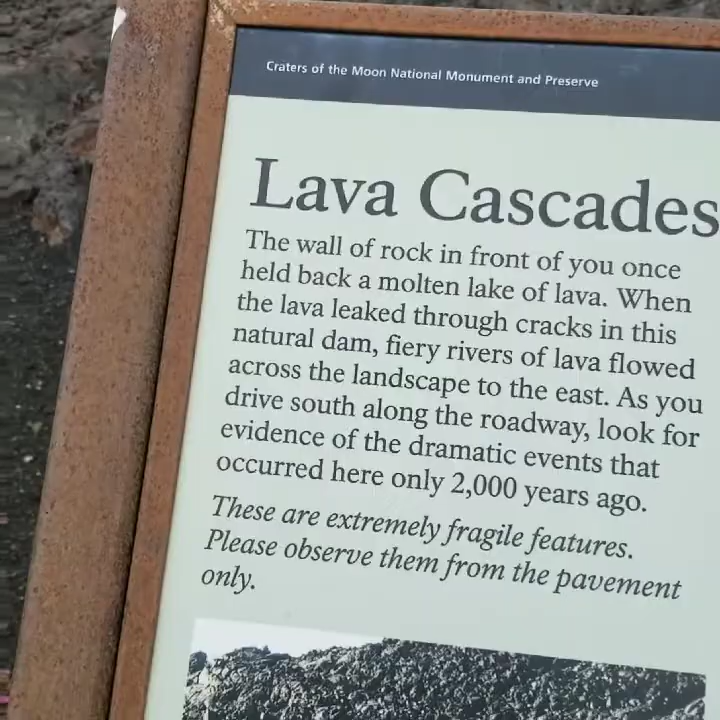 Craters of the Moon National Monument and Preserve
Lava Cascades
The wall of rock in front of you once
held back a molten lake of lava. When
the lava leaked through cracks in this
natural dam, fiery rivers of lava flowed
across the landscape to the east. As you
drive south along the roadway, look for
evidence of the dramatic events that
occurred here only 2,000 years ago.
These are extremely fragile features.
Please observe them from the pavement
only.